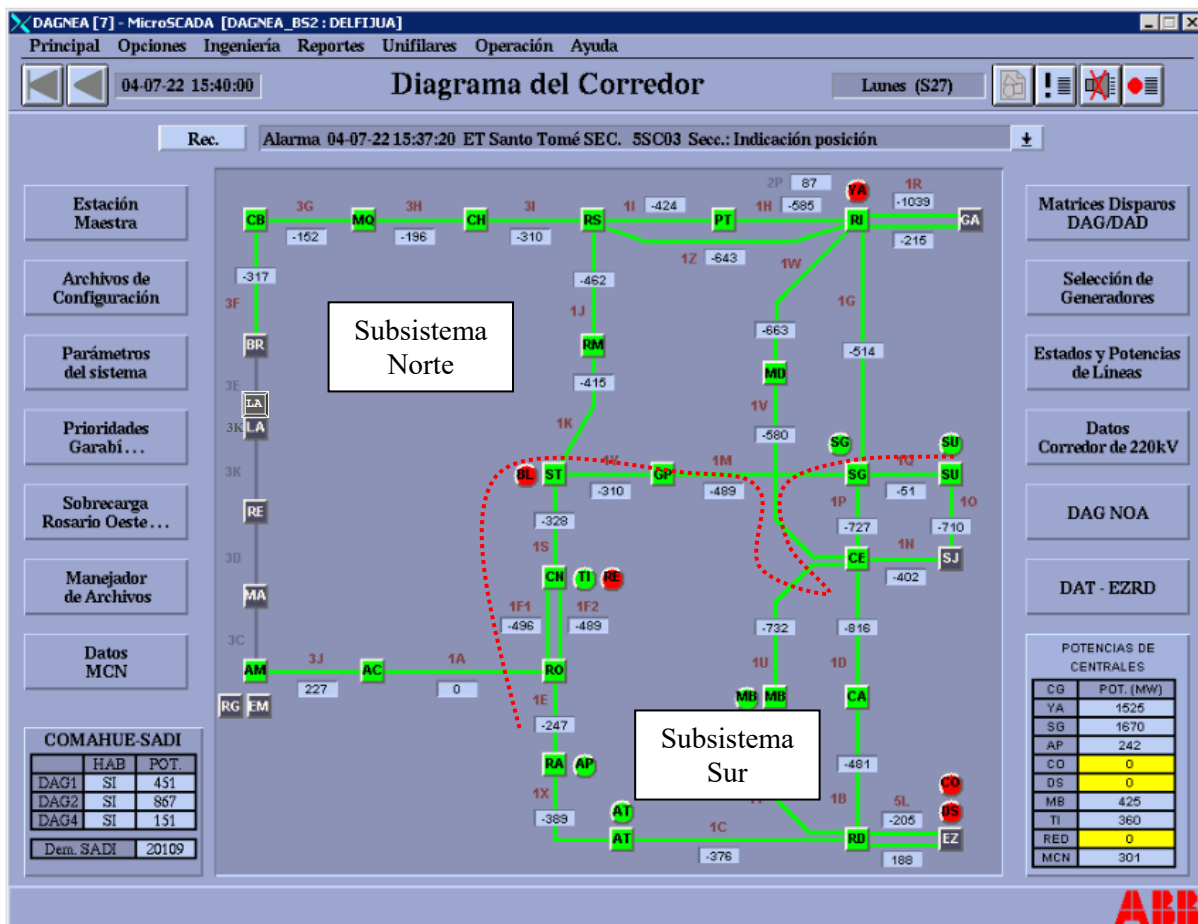 DAGNEA [7] - MicroSCADA [DAGNEA_BS2 : DELFIJUA]
Principal Opciones Ingeniería Reportes Unifilares Operación Ayuda
04-07-22 15:40:00
Diagrama del Corredor
Lunes (S27)
Rec.
Alarma 04-07-22 15:37:20 ET Santo Tomé SEC. 5SC03 Secc.: Indicación posición
Estación
Maestra
Archivos de
Configuración
Parámetros
del sistema
Prioridades
Garabí...
Sobrecarga
Rosario Oeste...
Manejador
de Archivos
Datos
MCN
COMAHUE-SADI
HAB POT.
DAG1 SI 451
DAG2 SI 867
DAG4 SI 151
Dem. SADI 20109
2P 87 YA 1R
3G 3H 3I 1I -424 1H -585 -1039
CB MQ CH RS PT RI GA
-152 -196 -310 -215
1Z -643 1W
-317 -462
3F 1J 1G
Subsistema
Norte
-663
BR RM -514
MD
3E -415
LA
1V
3K LA 1K -580 SG SU
3K BL ST 1Y GP 1M SG 1Q SU
-310 -489 -51
RE -328 1P 1O
-727 -710
1S
3D CE 1N SJ
CN TI RE -402
MA 1F1 1F2
-496 -489 -732 -816
3C
AM 3J AC 1A RO 1U 1D
227 0
RG EM 1E MB MB CA
-247
Subsistema
Sur
RA AP -481
CO
1X AT 1B 5L DS
-389 -205
AT 1C RD EZ
-376 188
Matrices Disparos
DAG/DAD
Selección de
Generadores
Estados y Potencias
de Líneas
Datos
Corredor de 220kV
DAG NOA
DAT - EZRD
POTENCIAS DE
CENTRALES
CG POT. (MW)
YA 1525
SG 1670
AP 242
CO 0
DS 0
MB 425
TI 360
RED 0
MCN 301
ABB